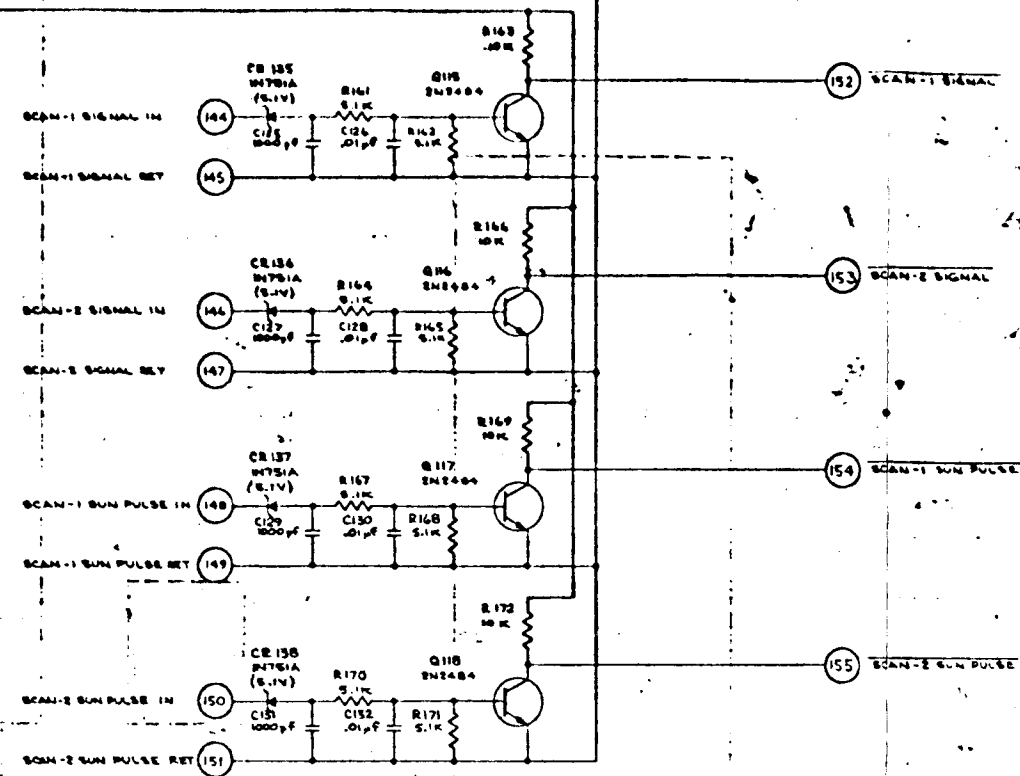 R163
10K
CR 135
1N751A
(5.1V)
R161
5.1K
Q115
2N2484
152
SCAN-1 SIGNAL
SCAN-1 SIGNAL IN
144
C125
1000pf
C126
.01µf
R162
5.1K
SCAN-1 SIGNAL RET
145
R166
10K
CR136
1N751A
(5.1V)
R164
5.1K
Q116
2N2484
153
SCAN-2 SIGNAL
SCAN-2 SIGNAL IN
146
C127
1000pf
C128
.01µf
R165
5.1K
SCAN-2 SIGNAL RET
147
R169
10K
CR137
1N751A
(5.1V)
R167
5.1K
Q117
2N2484
154
SCAN-1 SUN PULSE
SCAN-1 SUN PULSE IN
148
C129
1000pf
C130
.01µf
R168
5.1K
SCAN-1 SUN PULSE RET
149
R172
10K
CR138
1N751A
(5.1V)
R170
5.1K
Q118
2N2484
155
SCAN-2 SUN PULSE
SCAN-2 SUN PULSE IN
150
C131
1000pf
C132
.01µf
R171
5.1K
SCAN-2 SUN PULSE RET
151